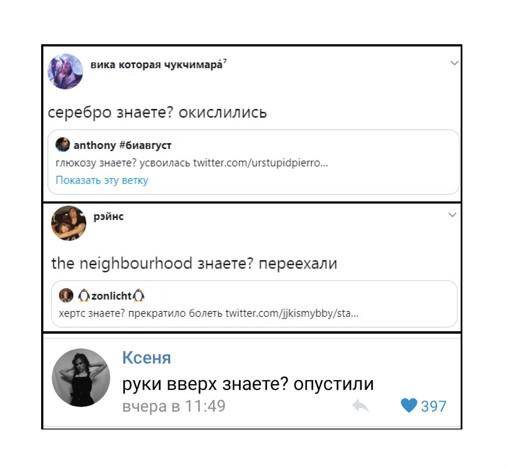 вика которая чукчимара́⁷
серебро знаете? окислились
anthony #биавгуст
глюкозу знаете? усвоилась twitter.com/urstupidpierro...
Показать эту ветку
рэйнс
the neighbourhood знаете? переехали
zonlicht
хертс знаете? прекратило болеть twitter.com/jjkismybby/sta...
Ксеня
руки вверх знаете? опустили
вчера в 11:49
397